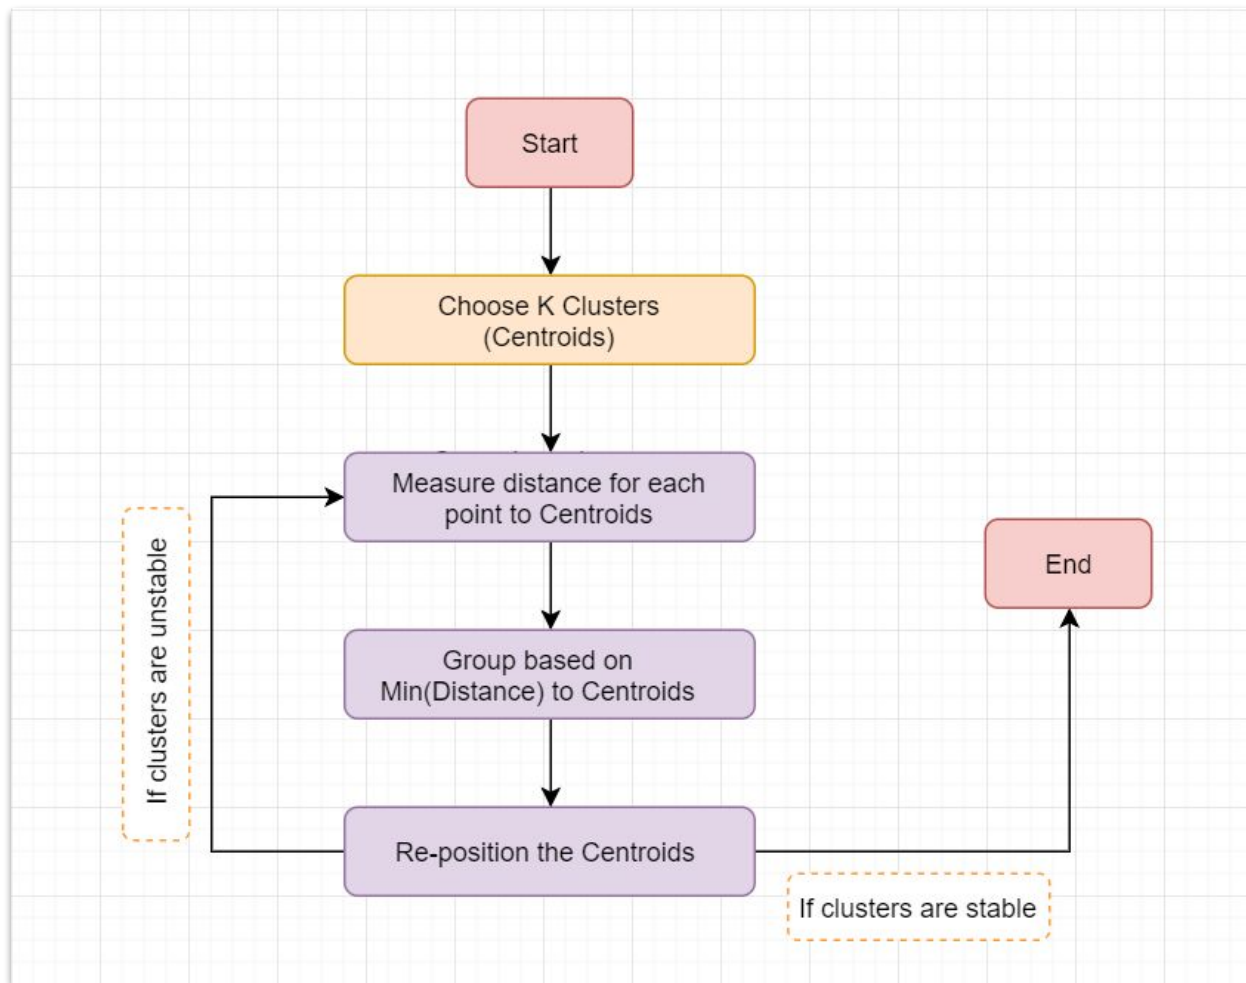 Start
Choose K Clusters
(Centroids)
Measure distance for each
point to Centroids
If clusters are unstable
End
Group based on
Min(Distance) to Centroids
Re-position the Centroids
If clusters are stable